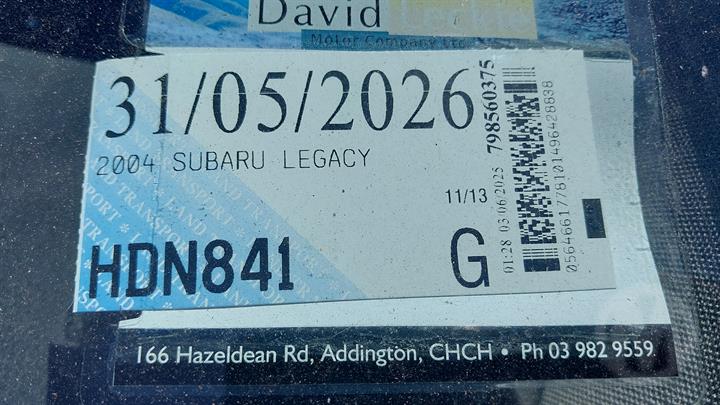 David
Motor Company Ltd
31/05/2026
2004 SUBARU LEGACY
11/13
HDN841
G
01:28 03/06/2025
798560375
0564661778101496428838
166 Hazeldean Rd, Addington, CHCH • Ph 03 982 9559